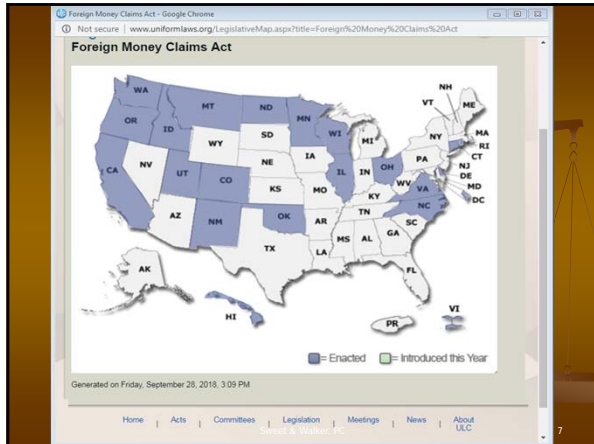 Foreign Money Claims Act - Google Chrome
Not secure | www.uniformlaws.org/LegislativeMap.aspx?title=Foreign%20Money%20Claims%20Act
Foreign Money Claims Act
WA
MT
ND
MN
VT
NH
ME
OR
ID
WY
SD
WI
MI
NY
MA
RI
CT
NV
NE
IA
PA
NJ
DE
MD
DC
CA
UT
CO
KS
MO
IL
IN
OH
WV
VA
KY
NC
AZ
NM
OK
AR
TN
SC
TX
LA
MS
AL
GA
FL
AK
HI
PR
VI
= Enacted
= Introduced this Year
Generated on Friday, September 28, 2018, 3:09 PM
Home | Acts | Committees | Legislation | Meetings | News | About ULC
Sweet & Walker, PC
7